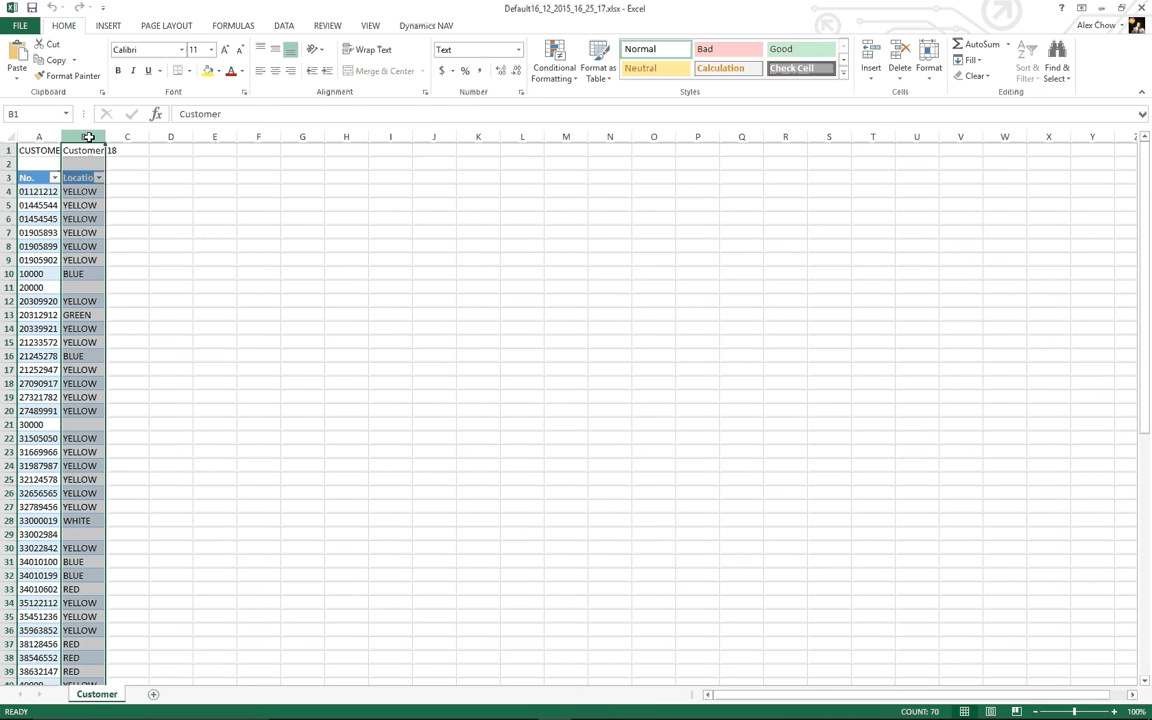 Default16_12_2015_16_25_17.xlsx - Excel
FILE HOME INSERT PAGE LAYOUT FORMULAS DATA REVIEW VIEW Dynamics NAV Alex Chow
Paste Cut Copy Format Painter Clipboard
Calibri 11 B I U Font
Wrap Text Merge & Center Alignment
Text $ % , Number
Conditional Formatting Format as Table
Normal Bad Good
Neutral Calculation Check Cell
Styles
Insert Delete Format Cells
AutoSum Fill Clear Sort & Filter Find & Select Editing
B1 fx Customer
A B C D E F G H I J K L M N O P Q R S T U V W X Y
1 CUSTOME Customer 18
2
3 No. Locatio
4 01121212 YELLOW
5 01445544 YELLOW
6 01454545 YELLOW
7 01905893 YELLOW
8 01905899 YELLOW
9 01905902 YELLOW
10 10000 BLUE
11 20000
12 20309920 YELLOW
13 20312912 GREEN
14 20339921 YELLOW
15 21233572 YELLOW
16 21245278 BLUE
17 21252947 YELLOW
18 27090917 YELLOW
19 27321782 YELLOW
20 27489991 YELLOW
21 30000
22 31505050 YELLOW
23 31669966 YELLOW
24 31987987 YELLOW
25 32124578 YELLOW
26 32656565 YELLOW
27 32789456 YELLOW
28 33000019 WHITE
29 33002984
30 33022842 YELLOW
31 34010100 BLUE
32 34010199 BLUE
33 34010602 RED
34 35122112 YELLOW
35 35451236 YELLOW
36 35963852 YELLOW
37 38128456 RED
38 38546552 RED
39 38632147 RED
40 40000 YELLOW
Customer
READY COUNT: 70 100%